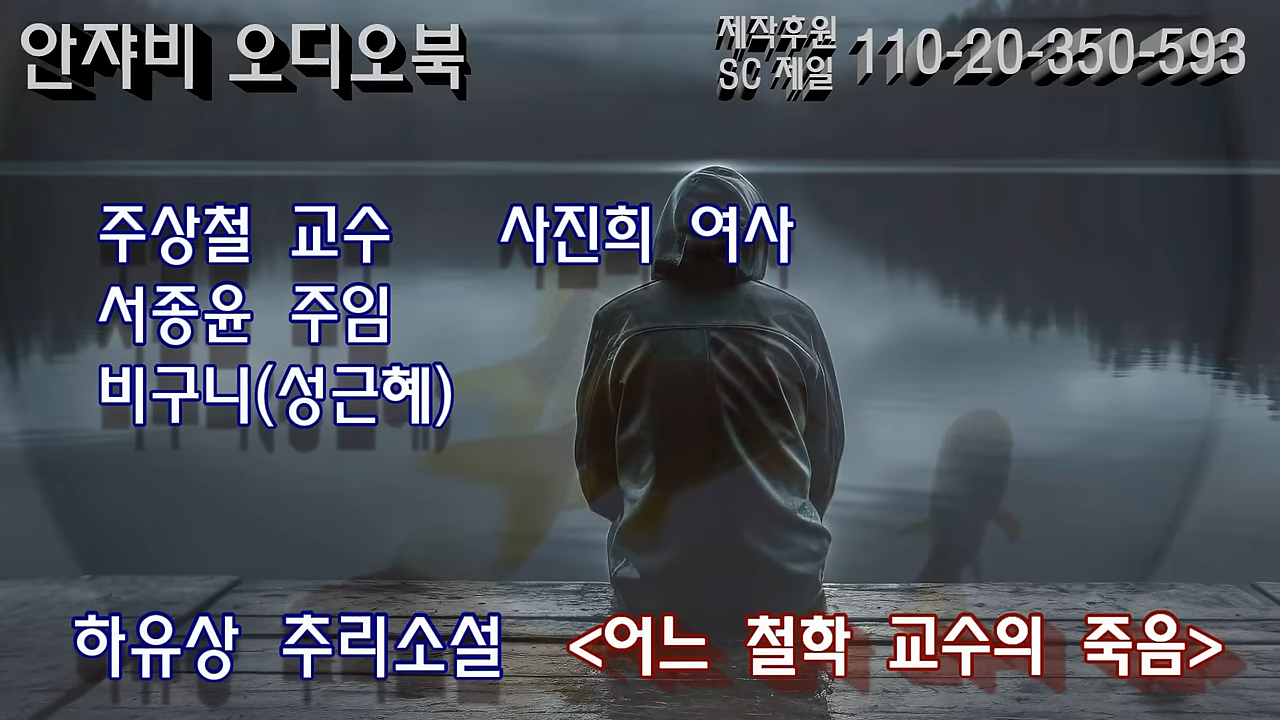 안쟈비 오디오북
제작후원
SC 제일
110-20-350-593
주상철 교수 사진희 여사
서종윤 주임
비구니(성근혜)
하유상 추리소설 <어느 철학 교수의 죽음>